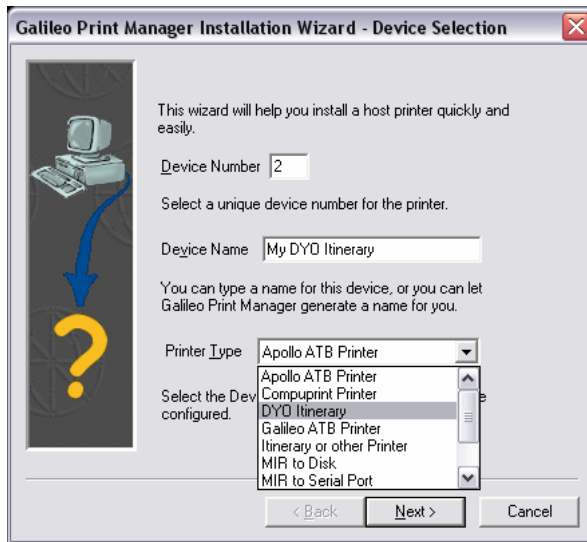 Galileo Print Manager Installation Wizard - Device Selection
This wizard will help you install a host printer quickly and
easily.
Device Number 2
Select a unique device number for the printer.
Device Name My DYO Itinerary
You can type a name for this device, or you can let
Galileo Print Manager generate a name for you.
Printer Type Apollo ATB Printer
Apollo ATB Printer
Select the Dev
Compuprint Printer
configured.
DYO Itinerary
Galileo ATB Printer
Itinerary or other Printer
MIR to Disk
MIR to Serial Port
< Back Next > Cancel